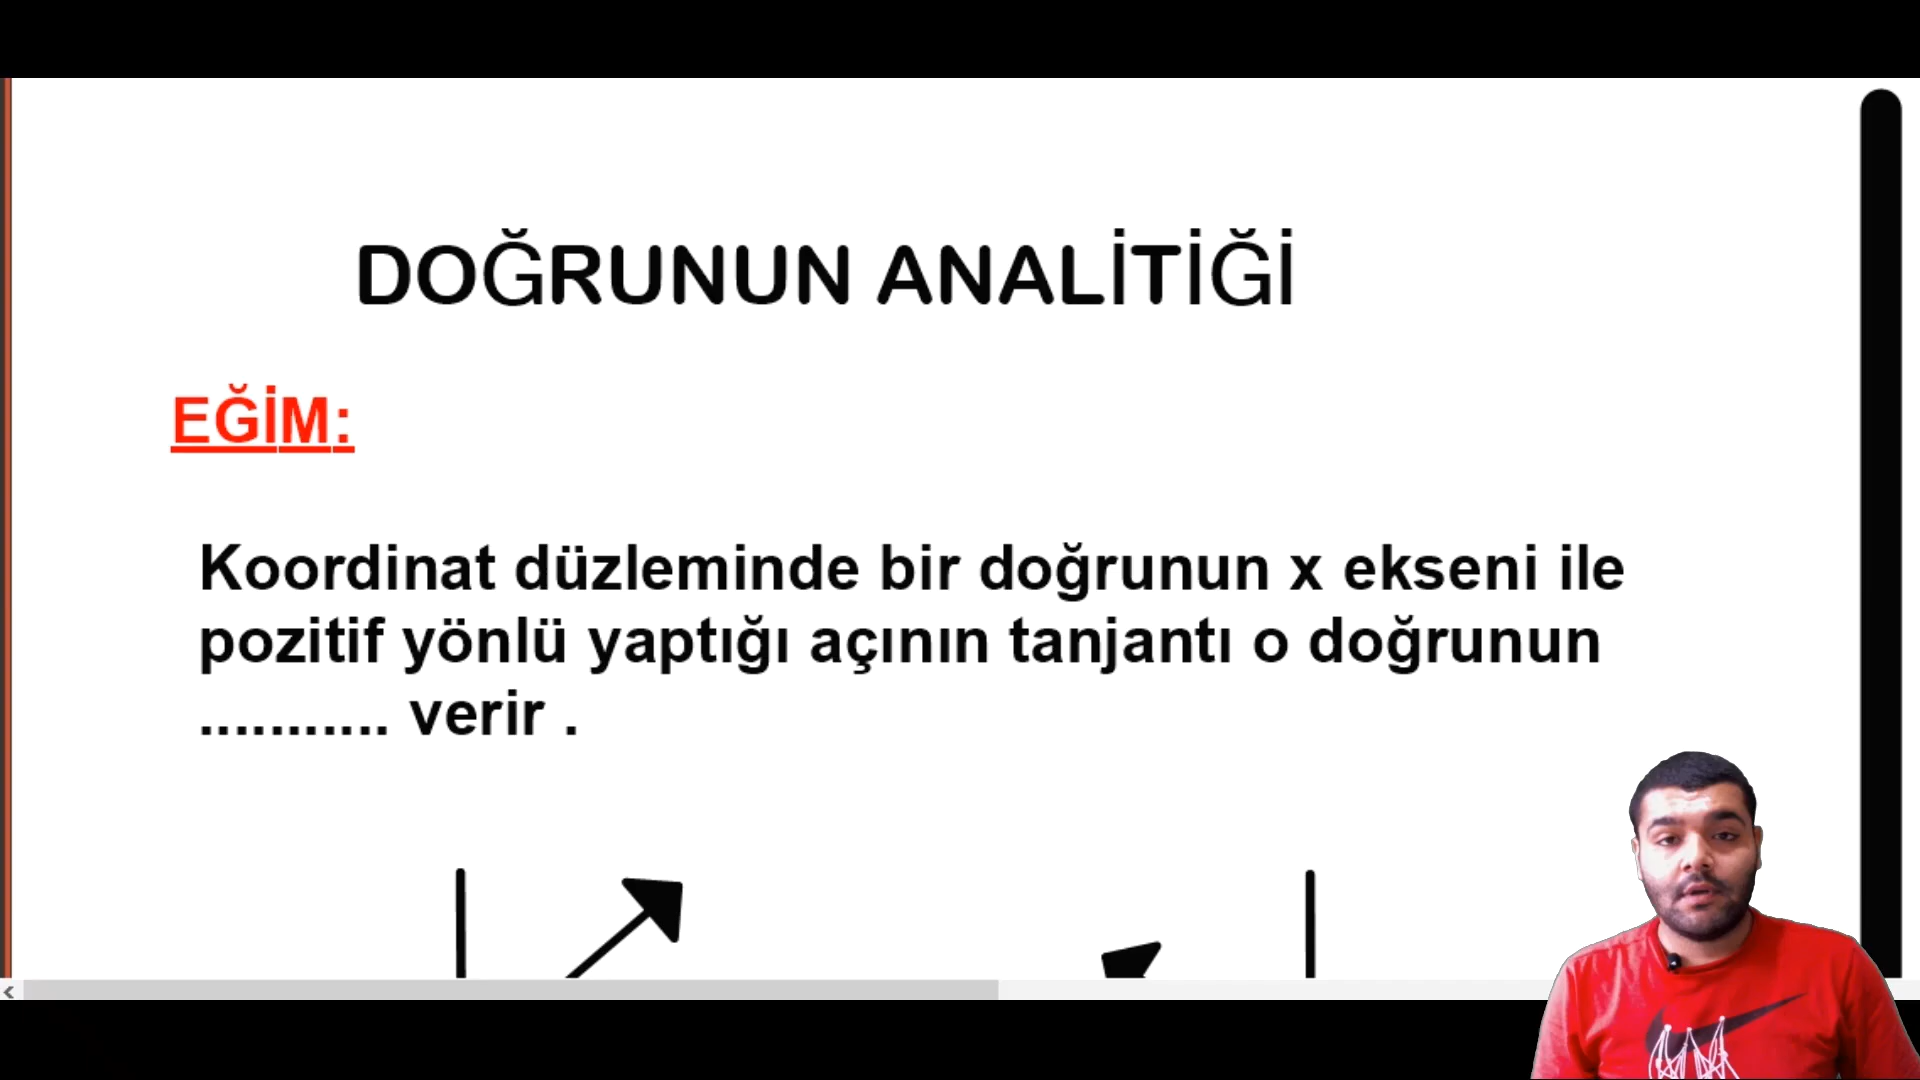 DOĞRUNUN ANALİTİĞİ
EĞİM:
Koordinat düzleminde bir doğrunun x ekseni ile
pozitif yönlü yaptığı açının tanjantı o doğrunun
........... verir .